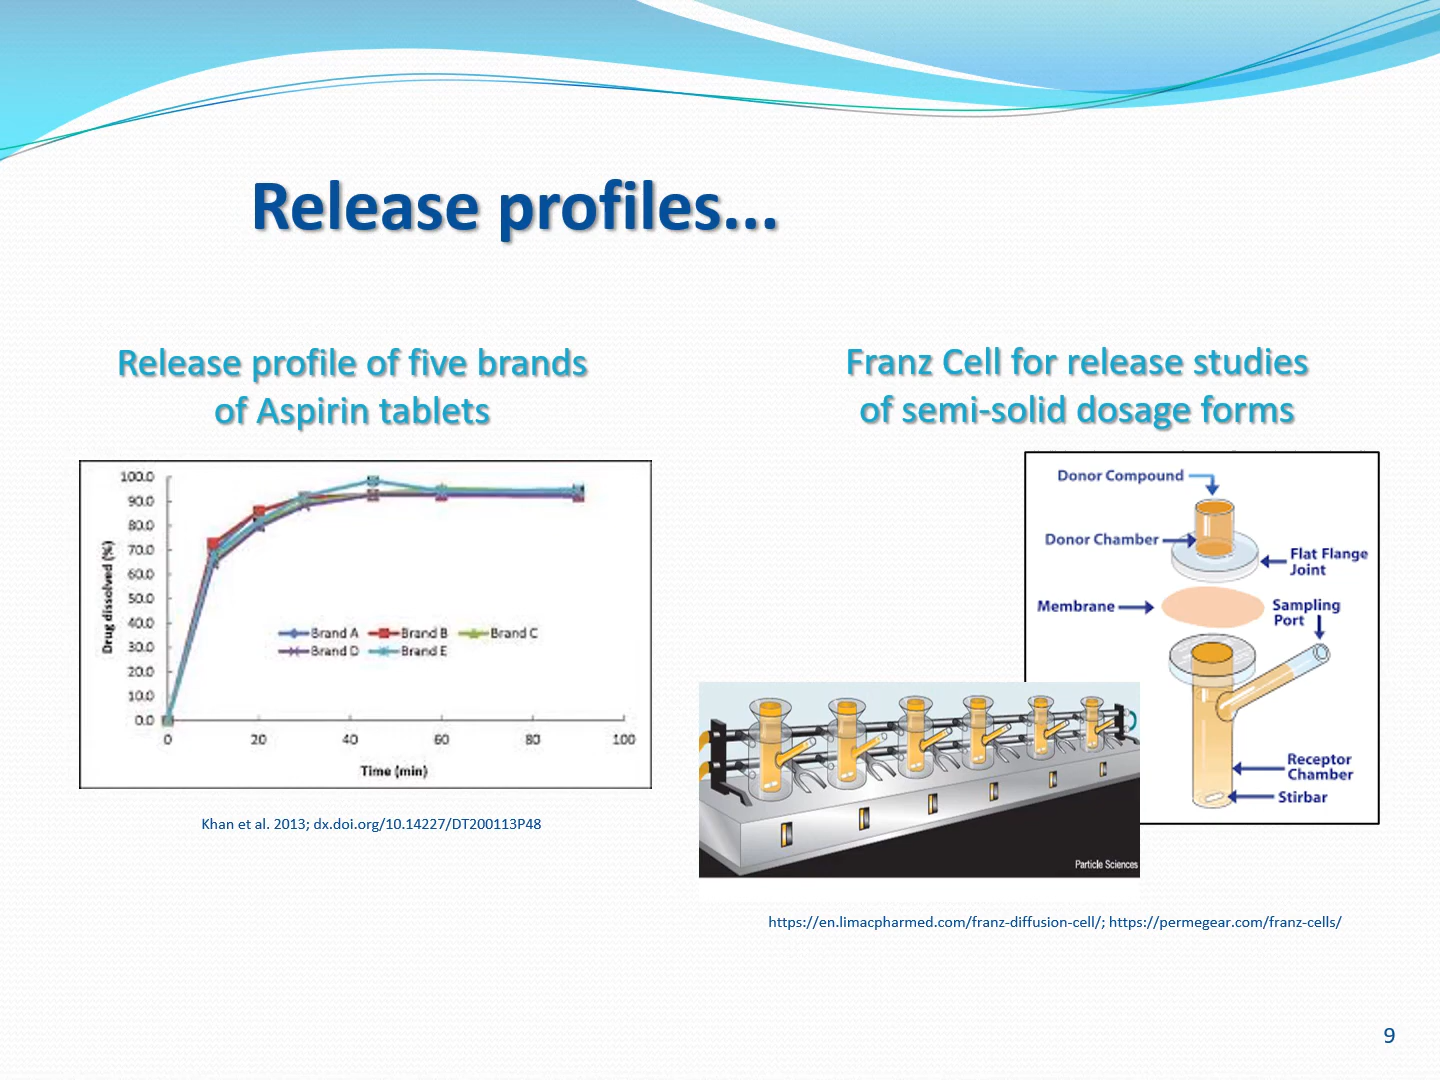 Release profiles...
Release profile of five brands
of Aspirin tablets
100.0
90.0
80.0
70.0
60.0
50.0
40.0
30.0
20.0
10.0
0.0
Drug dissolved (%)
Brand A
Brand B
Brand C
Brand D
Brand E
0
20
40
60
80
100
Time (min)
Khan et al. 2013; dx.doi.org/10.14227/DT200113P48
Franz Cell for release studies
of semi-solid dosage forms
Donor Compound
Donor Chamber
Flat Flange
Joint
Membrane
Sampling
Port
Receptor
Chamber
Stirbar
Particle Sciences
https://en.limacpharmed.com/franz-diffusion-cell/; https://permegear.com/franz-cells/
9